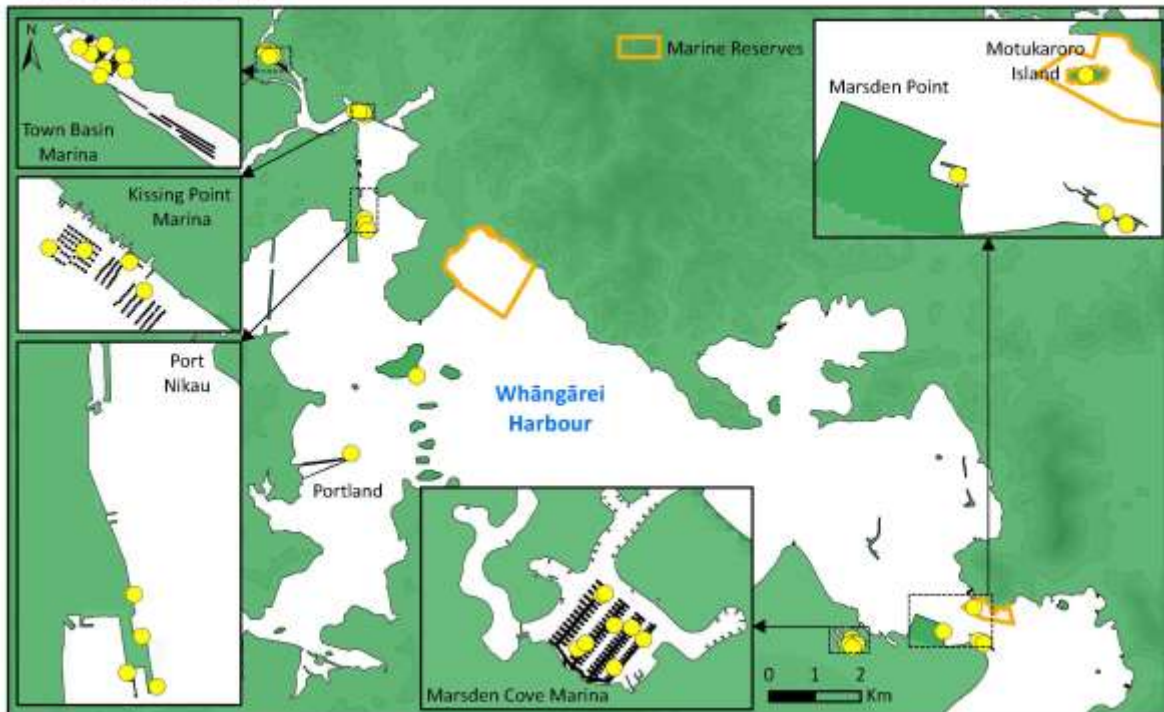 N
Town Basin
Marina
Kissing Point
Marina
Port
Nikau
Marine Reserves
Motukaroro
Island
Marsden Point
Whāngārei
Harbour
Portland
Marsden Cove Marina
0 1 2
Km